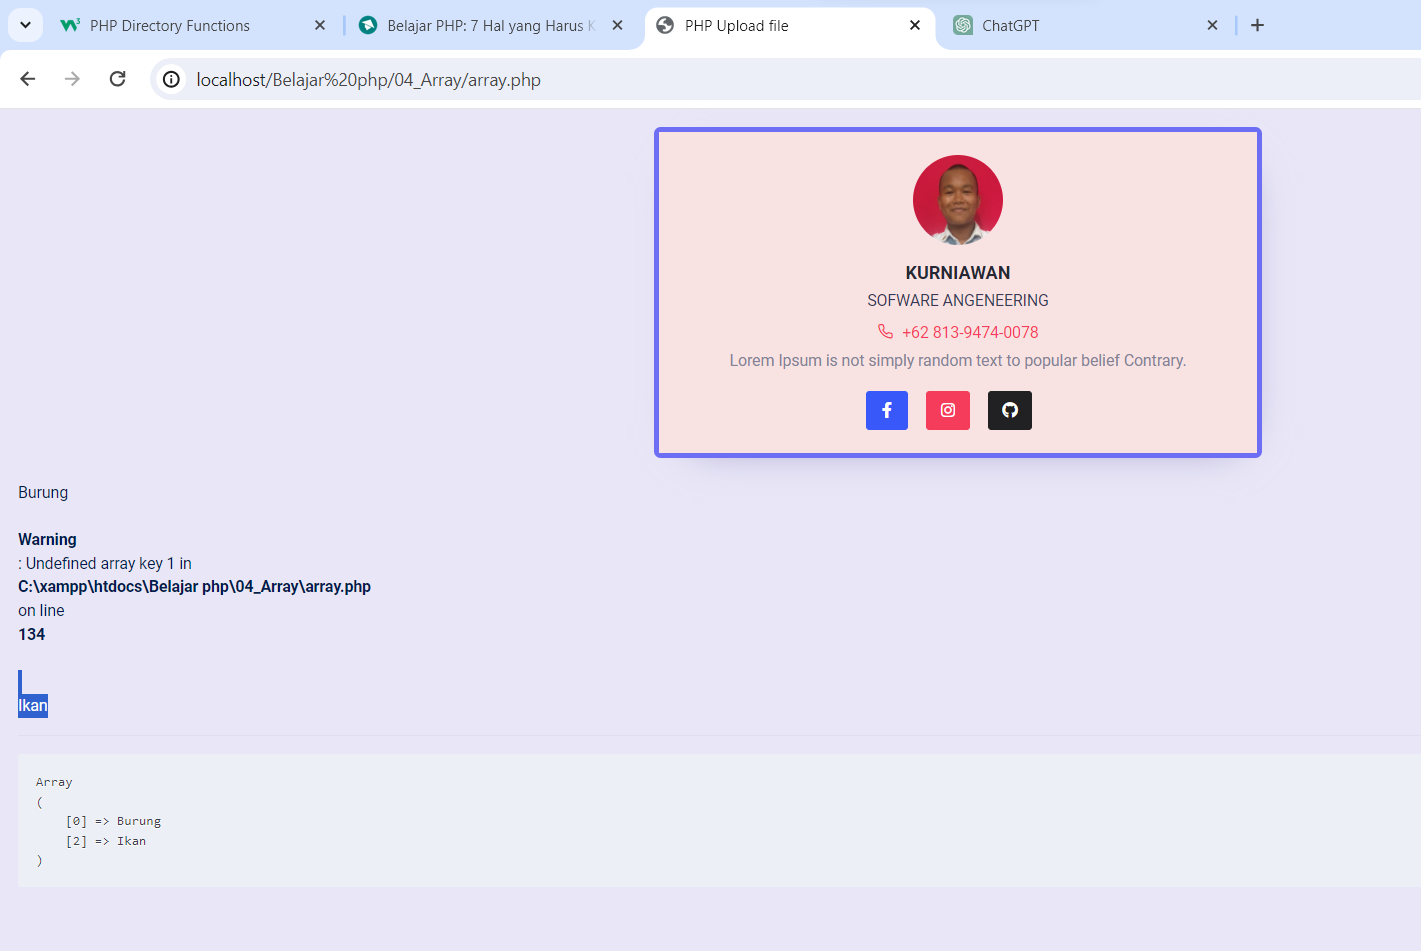 PHP Directory Functions
Belajar PHP: 7 Hal yang Harus K
PHP Upload file
ChatGPT
localhost/Belajar%20php/04_Array/array.php
KURNIAWAN
SOFWARE ANGENEERING
+62 813-9474-0078
Lorem Ipsum is not simply random text to popular belief Contrary.
Burung
Warning
: Undefined array key 1 in
C:\xampp\htdocs\Belajar php\04_Array\array.php
on line
134
Ikan
Array
(
[0] => Burung
[2] => Ikan
)